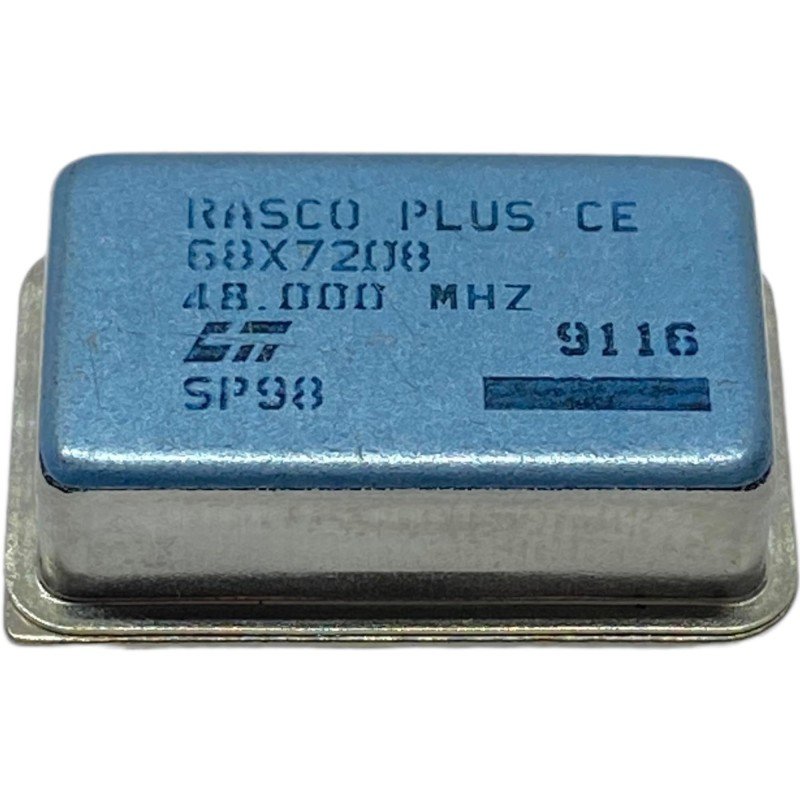 RASCO PLUS CE
68X7208
48.000 MHZ
9116
SP98